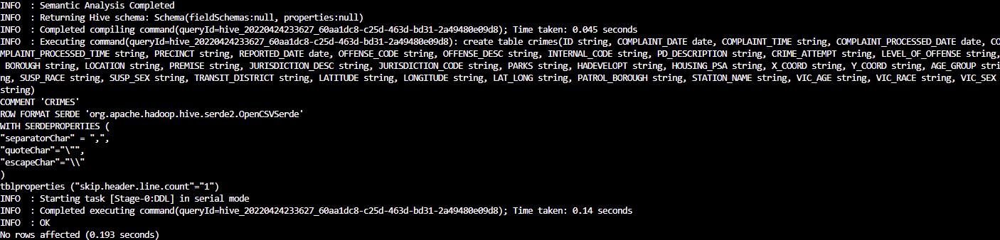 INFO  : Semantic Analysis Completed
INFO  : Returning Hive schema: Schema(fieldSchemas:null, properties:null)
INFO  : Completed compiling command(queryId=hive_20220424233627_60aa1dc8-c25d-463d-bd31-2a49480e09d8); Time taken: 0.045 seconds
INFO  : Executing command(queryId=hive_20220424233627_60aa1dc8-c25d-463d-bd31-2a49480e09d8): create table crimes(ID string, COMPLAINT_DATE date, COMPLAINT_TIME string, COMPLAINT_PROCESSED_DATE date, CO
MPLAINT_PROCESSED_TIME string, PRECINCT string, REPORTED_DATE date, OFFENSE_CODE string, OFFENSE_DESC string, INTERNAL_CODE string, PD_DESCRIPTION string, CRIME_ATTEMPT string, LEVEL_OF_OFFENSE string,
BOROUGH string, LOCATION string, PREMISE string, JURISDICTION_DESC string, JURISDICTION_CODE string, PARKS string, HADEVELOPT string, HOUSING_PSA string, X_COORD string, Y_COORD string, AGE_GROUP stri
ng, SUSP_RACE string, SUSP_SEX string, TRANSIT_DISTRICT string, LATITUDE string, LONGITUDE string, LAT_LONG string, PATROL_BOROUGH string, STATION_NAME string, VIC_AGE string, VIC_RACE string, VIC_SEX
string)
COMMENT 'CRIMES'
ROW FORMAT SERDE 'org.apache.hadoop.hive.serde2.OpenCSVSerde'
WITH SERDEPROPERTIES (
"separatorChar" = ",",
"quoteChar"="\"",
"escapeChar"="\\"
)
tblproperties ("skip.header.line.count"="1")
INFO  : Starting task [Stage-0:DDL] in serial mode
INFO  : Completed executing command(queryId=hive_20220424233627_60aa1dc8-c25d-463d-bd31-2a49480e09d8); Time taken: 0.14 seconds
INFO  : OK
No rows affected (0.193 seconds)